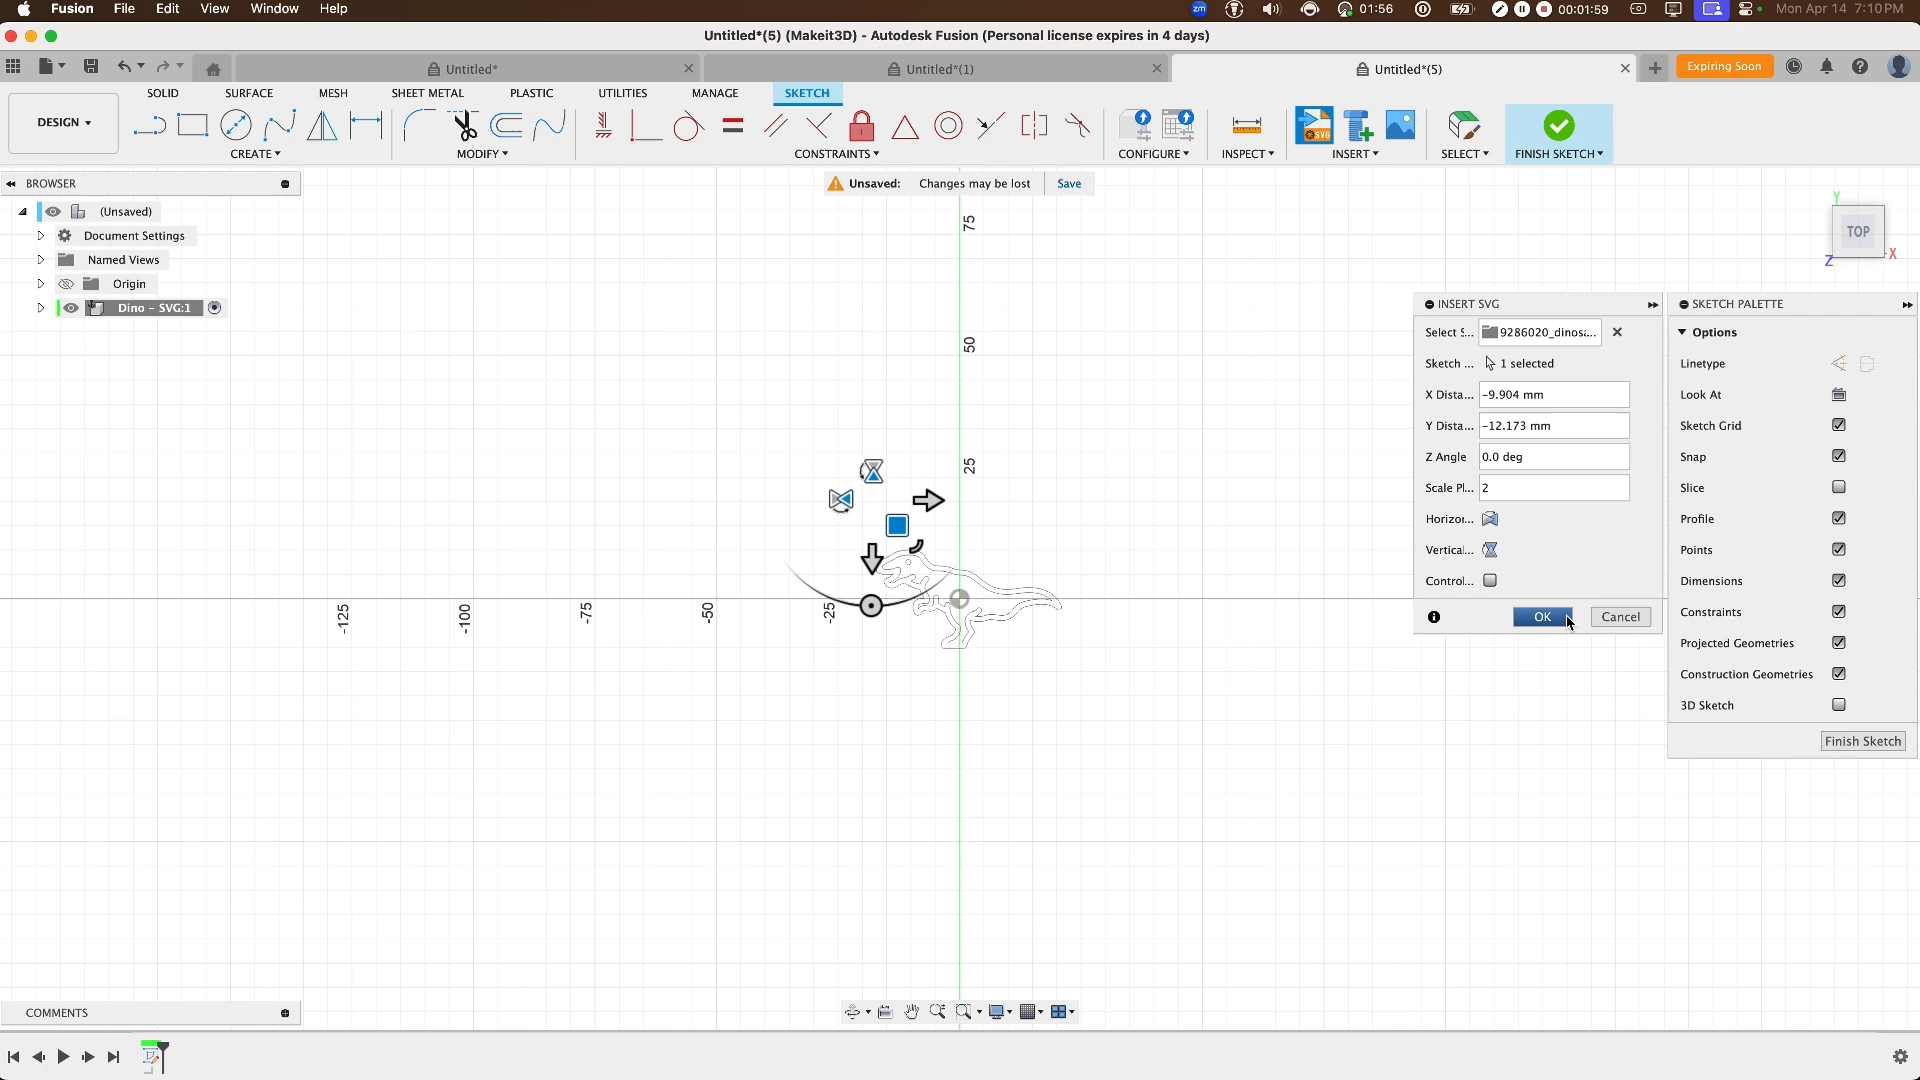 Fusion File Edit View Window Help zm 01:56 00:01:59 Mon Apr 14 7:10 PM
Untitled*(5) (Makeit3D) - Autodesk Fusion (Personal license expires in 4 days)
Untitled* Untitled*(1) Untitled*(5) Expiring Soon
SOLID SURFACE MESH SHEET METAL PLASTIC UTILITIES MANAGE SKETCH
DESIGN
SVG
CREATE MODIFY CONSTRAINTS CONFIGURE INSPECT INSERT SELECT FINISH SKETCH
BROWSER
Unsaved: Changes may be lost Save
(Unsaved)
Document Settings
Named Views
Origin
Dino - SVG:1
Y
TOP
X
Z
75
50
25
-125
-100
-75
-50
-25
INSERT SVG
Select S... 9286020_dinosa...
Sketch ... 1 selected
X Dista... -9.904 mm
Y Dista... -12.173 mm
Z Angle 0.0 deg
Scale Pl... 2
Horizon...
Vertical...
Control...
OK Cancel
SKETCH PALETTE
Options
Linetype
Look At
Sketch Grid
Snap
Slice
Profile
Points
Dimensions
Constraints
Projected Geometries
Construction Geometries
3D Sketch
Finish Sketch
COMMENTS